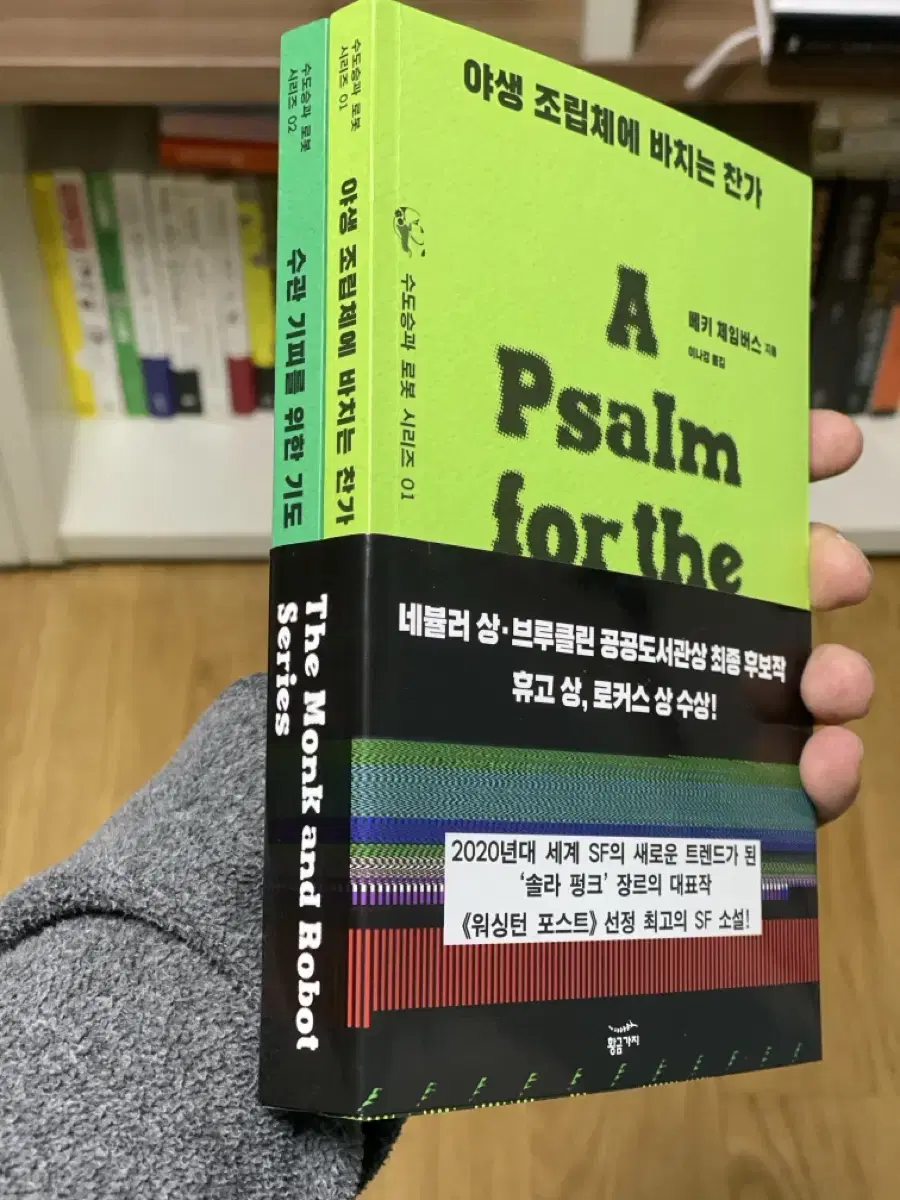 수도승과 로봇
시리즈 02
수관 기피를 위한 기도
수도승과 로봇
시리즈 01
야생 조립체에 바치는 찬가
수도승과 로봇 시리즈 01
야생 조립체에 바치는 찬가
A
Psalm
for the
베키 체임버스 지음
이나경 옮김
The Monk and Robot
Series
네뷸러 상·브루클린 공공도서관상 최종 후보작
휴고 상, 로커스 상 수상!
2020년대 세계 SF의 새로운 트렌드가 된
‘솔라 펑크’ 장르의 대표작
《워싱턴 포스트》 선정 최고의 SF 소설!
황금가지